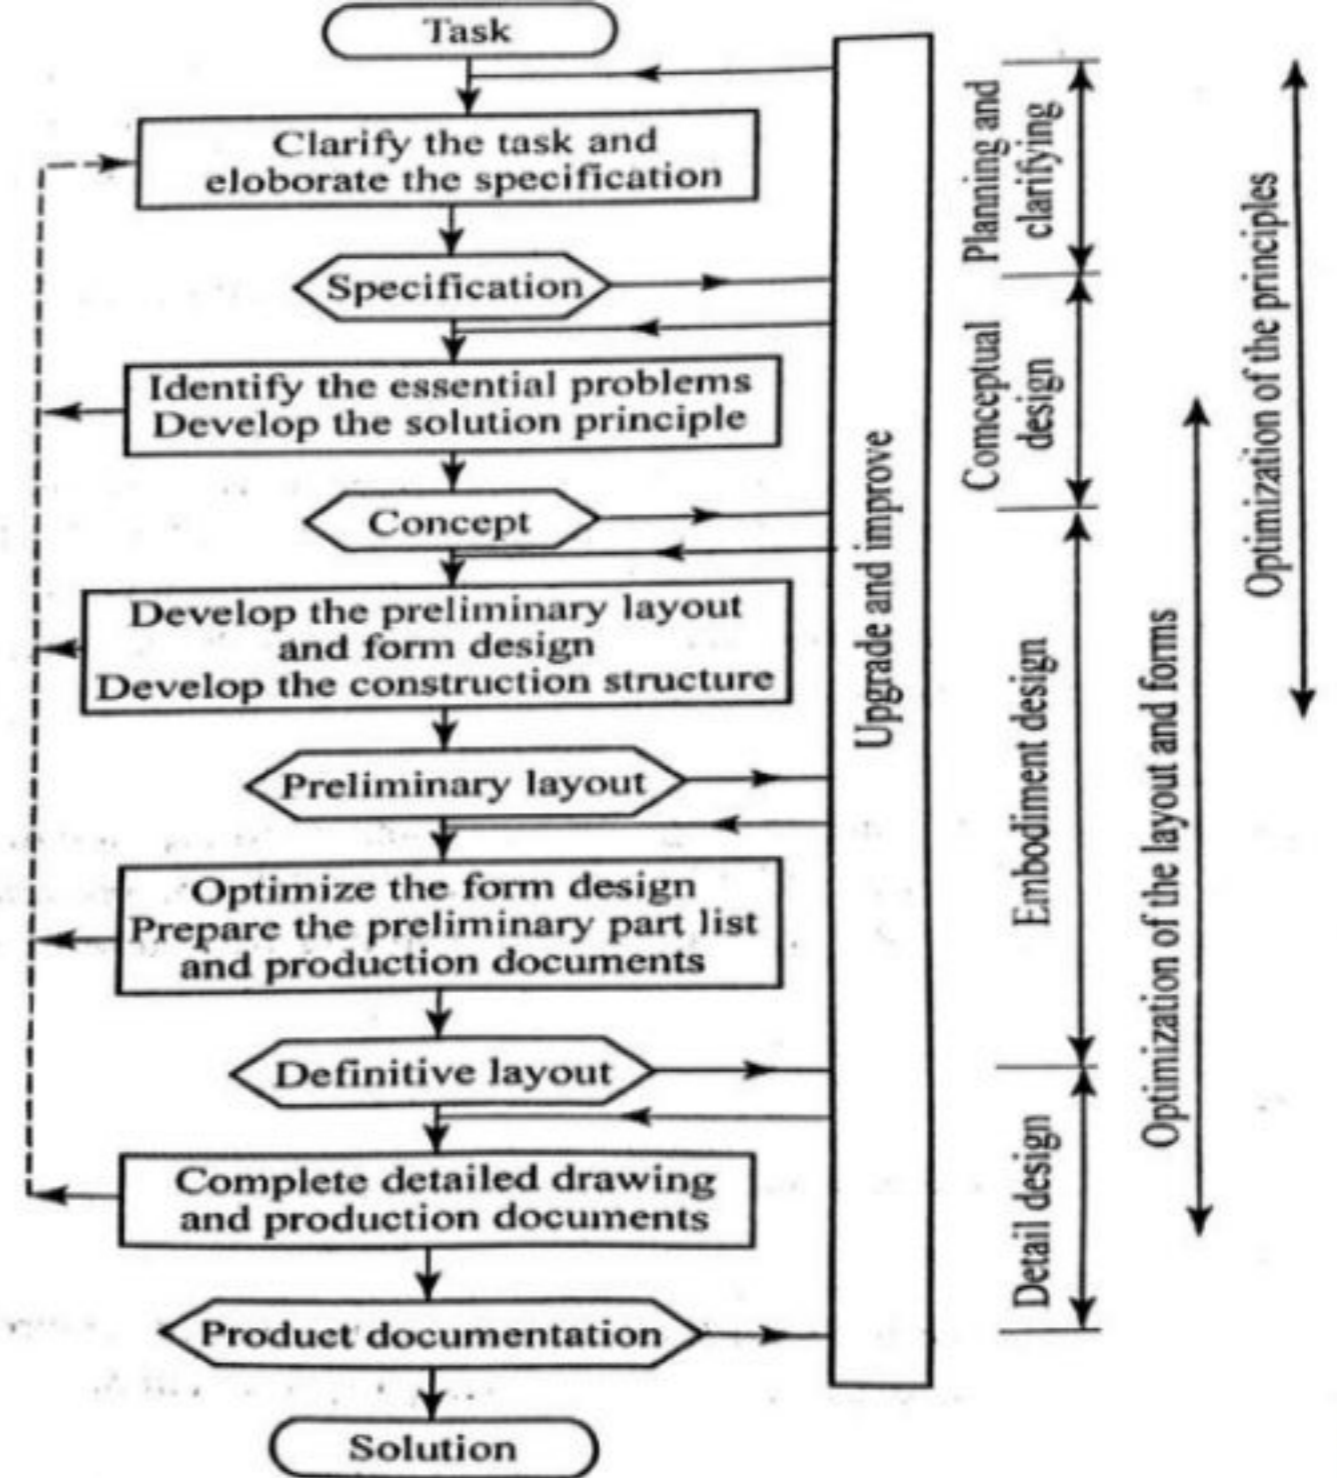 Task
Clarify the task and
eloborate the specification
Specification
Identify the essential problems
Develop the solution principle
Concept
Develop the preliminary layout
and form design
Develop the construction structure
Preliminary layout
Optimize the form design
Prepare the preliminary part list
and production documents
Definitive layout
Complete detailed drawing
and production documents
Product documentation
Solution
Upgrade and improve
Planning and
clarifying
Comceptual
design
Embodiment design
Detail design
Optimization of the layout and forms
Optimization of the principles